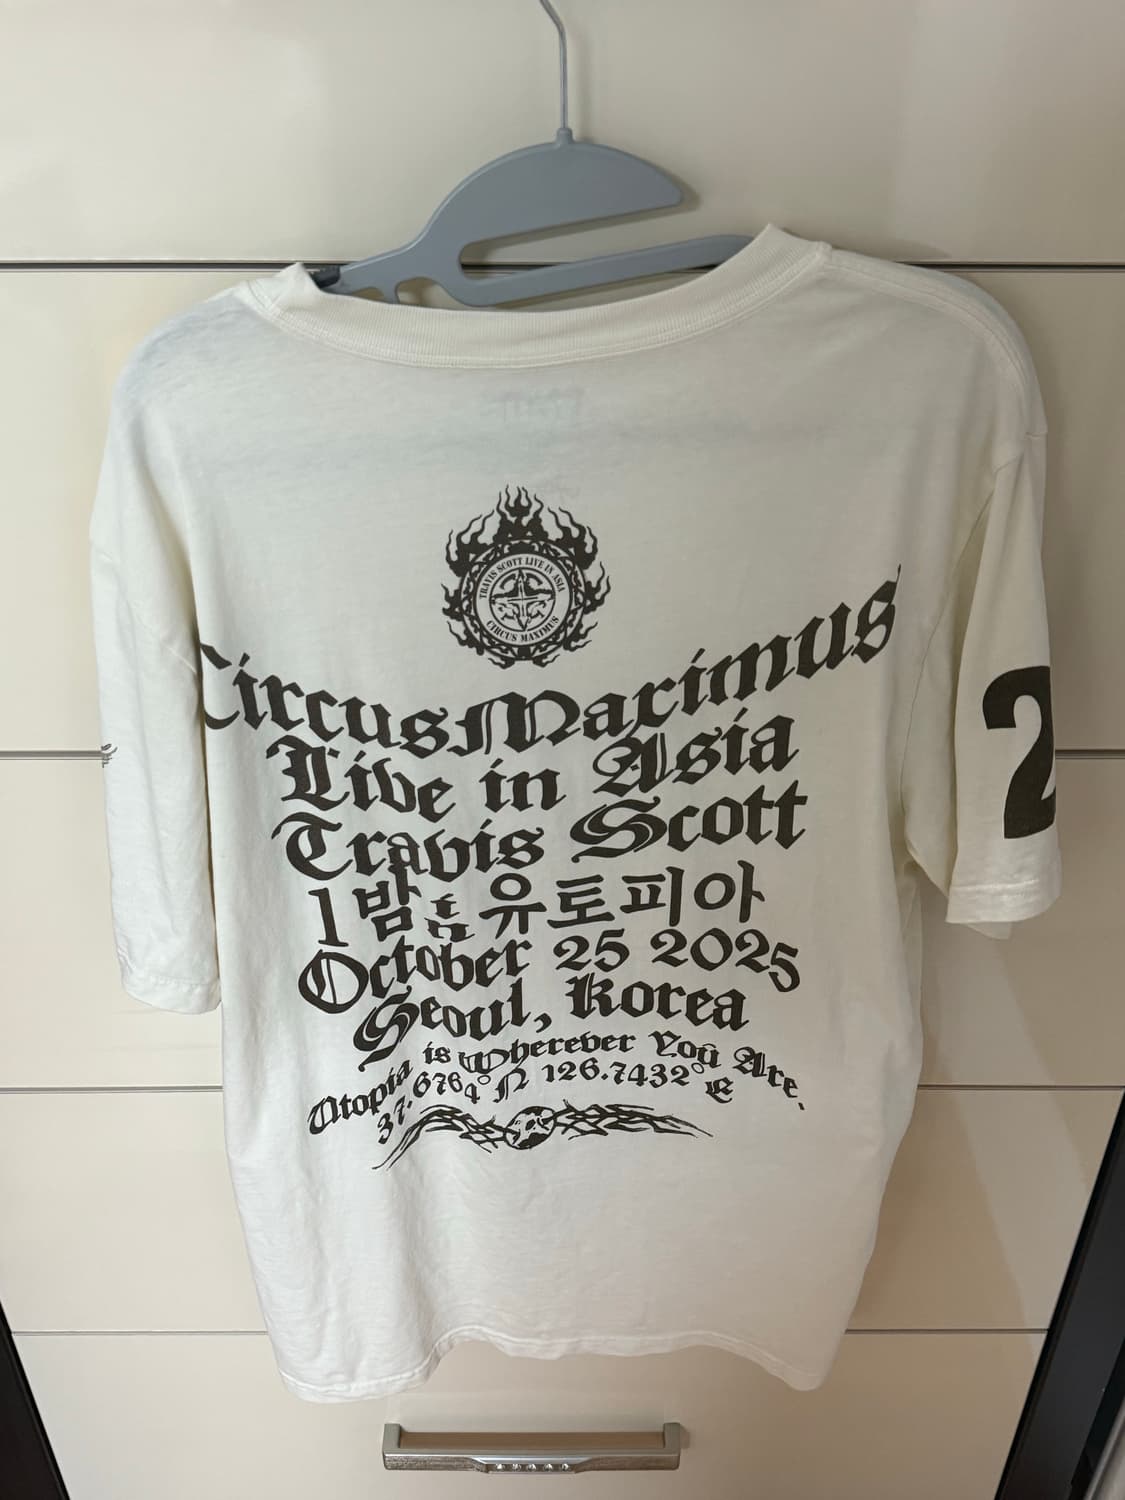 TRAVIS SCOTT LIVE IN ASIA
CIRCUS MAXIMUS
Circus Maximus
Live in Asia
Travis Scott
1 밤
유토피아
October 25 2025
Seoul, Korea
Utopia is Wherever You Are.
37.6764° N 126.7432° E
2